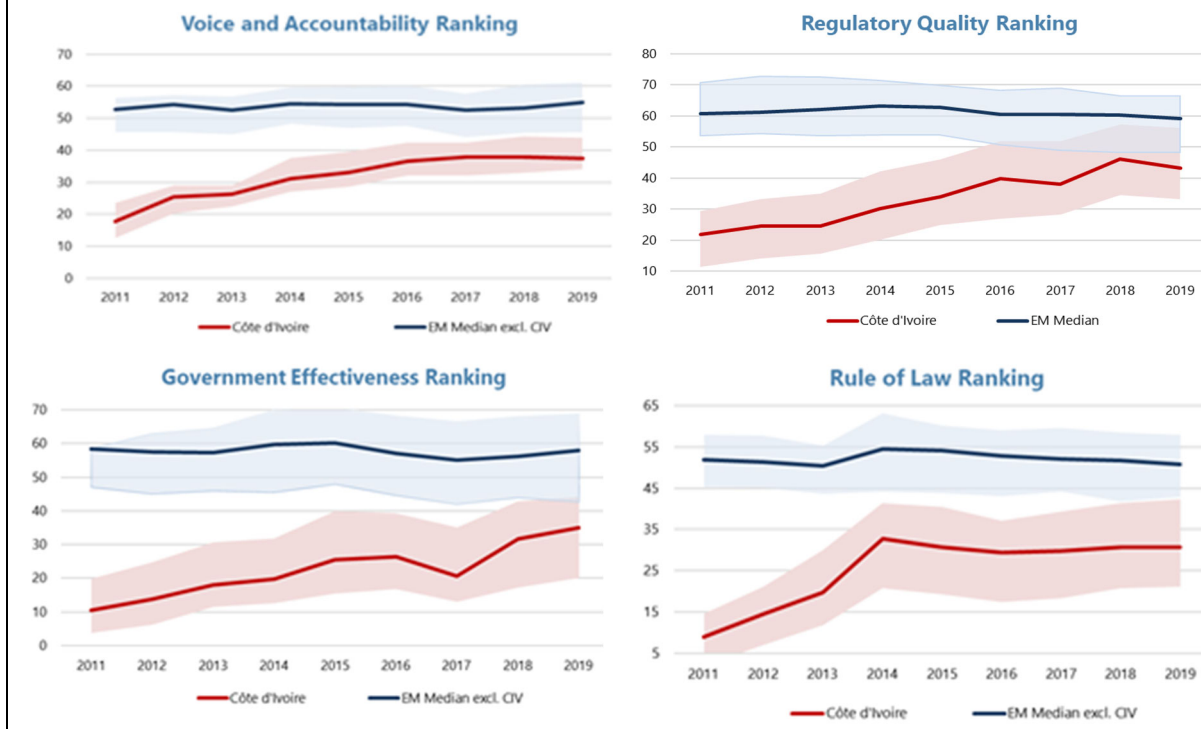 Voice and Accountability Ranking
70
60
50
40
30
20
10
0
2011 2012 2013 2014 2015 2016 2017 2018 2019
Côte d'Ivoire EM Median excl. CIV
Regulatory Quality Ranking
80
70
60
50
40
30
20
10
2011 2012 2013 2014 2015 2016 2017 2018 2019
Côte d'Ivoire EM Median
Government Effectiveness Ranking
70
60
50
40
30
20
10
0
2011 2012 2013 2014 2015 2016 2017 2018 2019
Côte d'Ivoire EM Median excl. CIV
Rule of Law Ranking
65
55
45
35
25
15
5
2011 2012 2013 2014 2015 2016 2017 2018 2019
Côte d'Ivoire EM Median excl. CIV